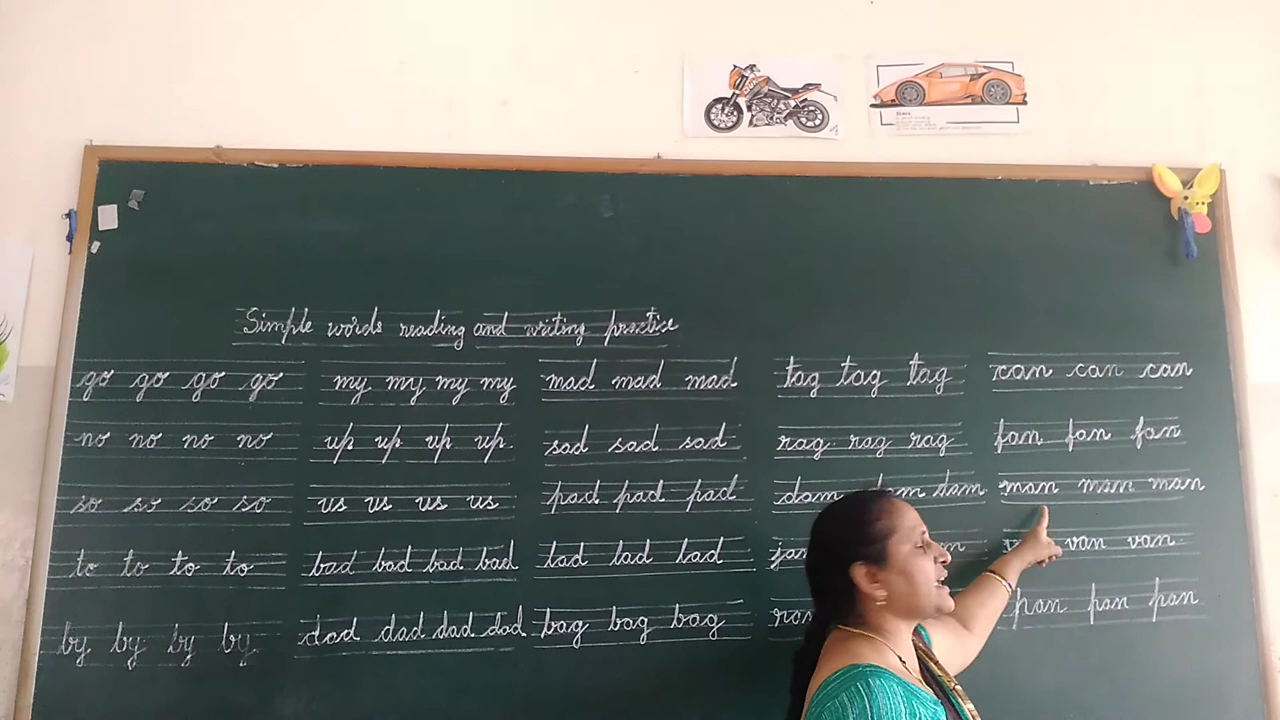 Simple words reading and writing practice
go go go go my my my my mad mad mad tag tag tag can can can
no no no no up up up up. sad sad sad rag rag rag fan fan fan
so so so so us us us us pad pad pad dam dam man man man
to to to to bad bad bad bad lad lad lad van van.
by by by by dad dad dad dad bag bag bag pan pan pan